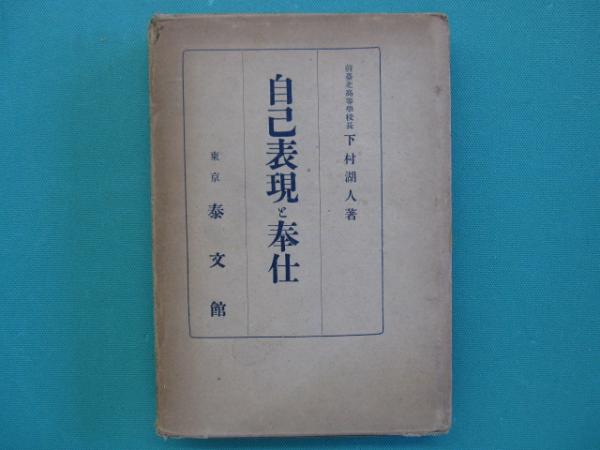 前臺北高等學校長 下村湖人著
自己表現と奉仕
東京 泰文館